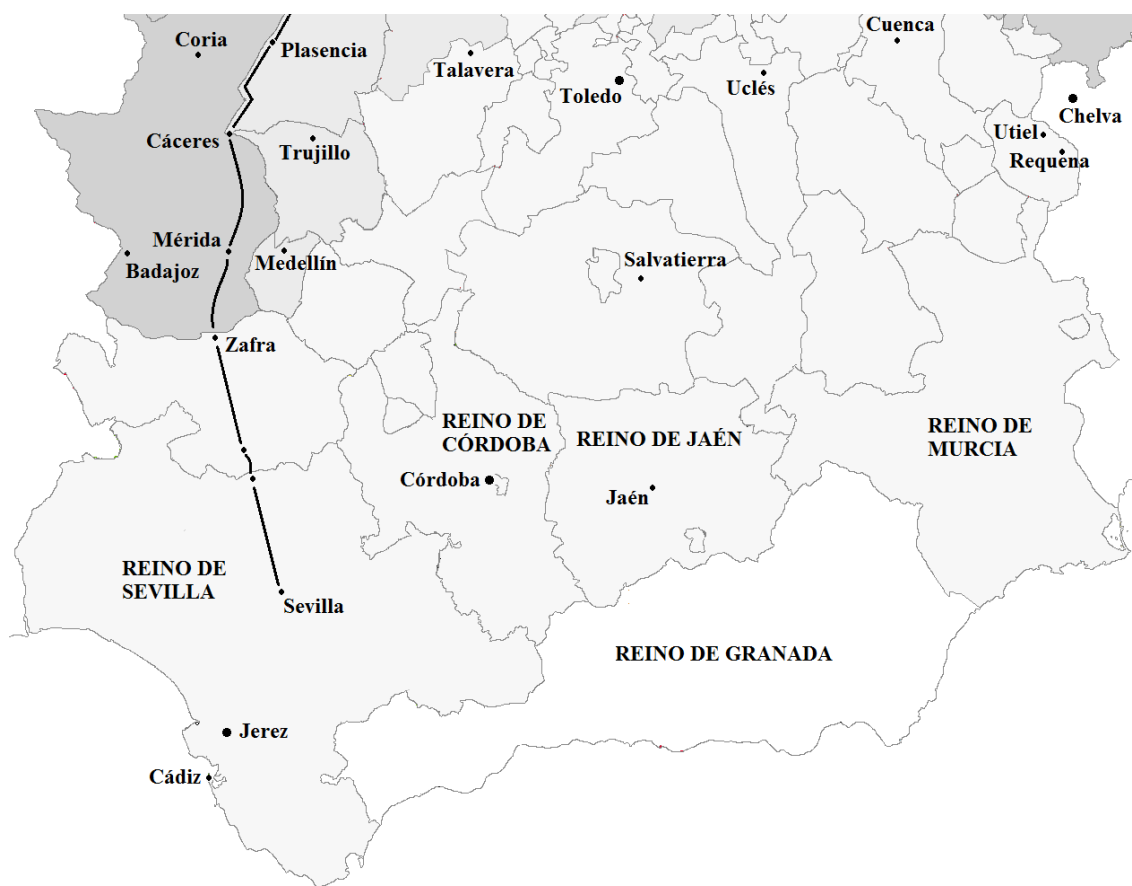 Cuenca
Coria
Plasencia
Talavera
Toledo
Uclés
Chelva
Utiel
Requena
Cáceres
Trujillo
Mérida
Badajoz
Medellín
Salvatierra
Zafra
REINO DE
CÓRDOBA
REINO DE JAÉN
REINO DE
MURCIA
Córdoba
Jaén
REINO DE
SEVILLA
Sevilla
REINO DE GRANADA
Jerez
Cádiz